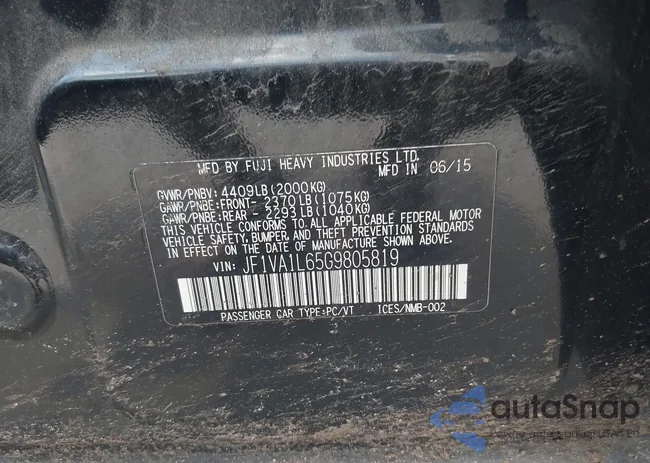 MFD BY FUJI HEAVY INDUSTRIES LTD.
MFD IN 06/15
GVWR/PNBV: 4409LB(2000KG)
GAWR/PNBE:FRONT- 2370LB(1075KG)
GAWR/PNBE:REAR - 2293LB(1040KG)
THIS VEHICLE CONFORMS TO ALL APPLICABLE FEDERAL MOTOR
VEHICLE SAFETY, BUMPER, AND THEFT PREVENTION STANDARDS
IN EFFECT ON THE DATE OF MANUFACTURE SHOWN ABOVE.
VIN: JF1VA1L65G9805819
PASSENGER CAR TYPE:PC/VT ICES/NMB-002
autoSnap